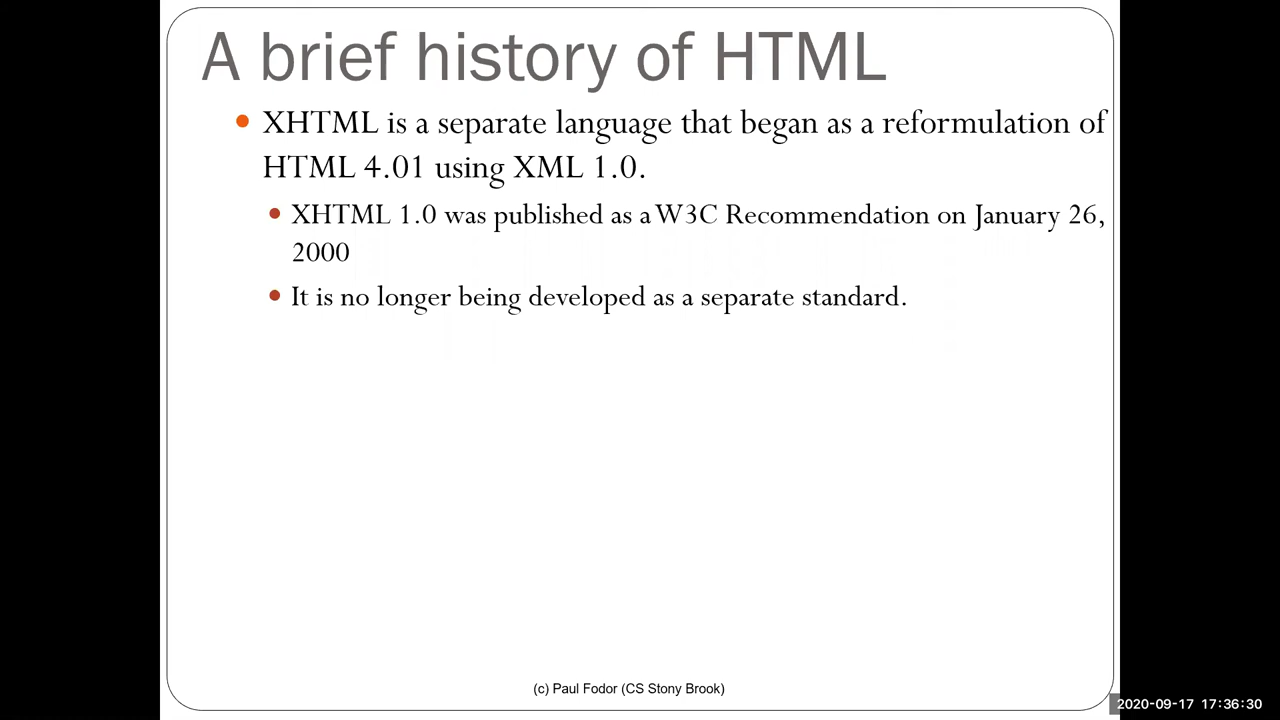 A brief history of HTML
XHTML is a separate language that began as a reformulation of
HTML 4.01 using XML 1.0.
XHTML 1.0 was published as a W3C Recommendation on January 26,
2000
It is no longer being developed as a separate standard.
(c) Paul Fodor (CS Stony Brook)
2020-09-17 17:36:30